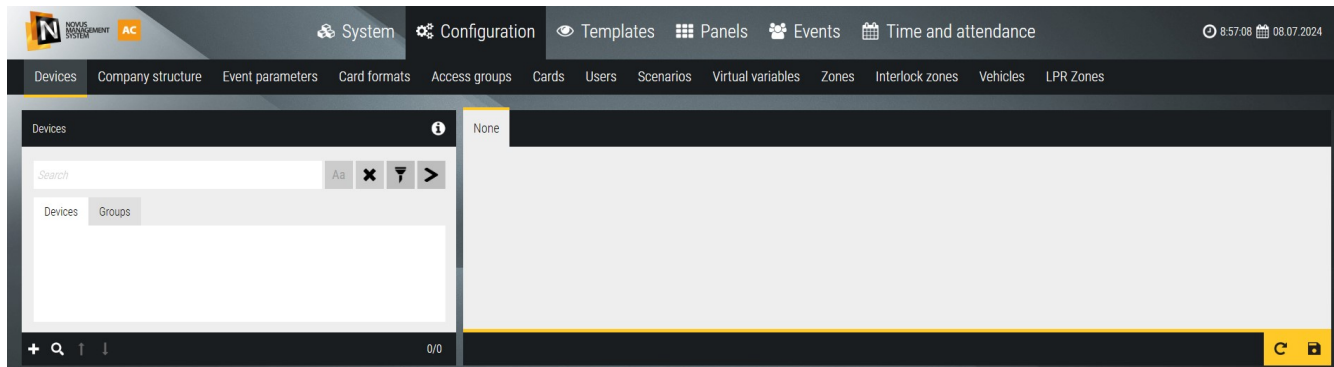 NOVUS
MANAGEMENT
SYSTEM
AC
System Configuration Templates Panels Events Time and attendance
8:57:08 08.07.2024
Devices Company structure Event parameters Card formats Access groups Cards Users Scenarios Virtual variables Zones Interlock zones Vehicles LPR Zones
Devices
None
Search
Aa
Devices Groups
0/0